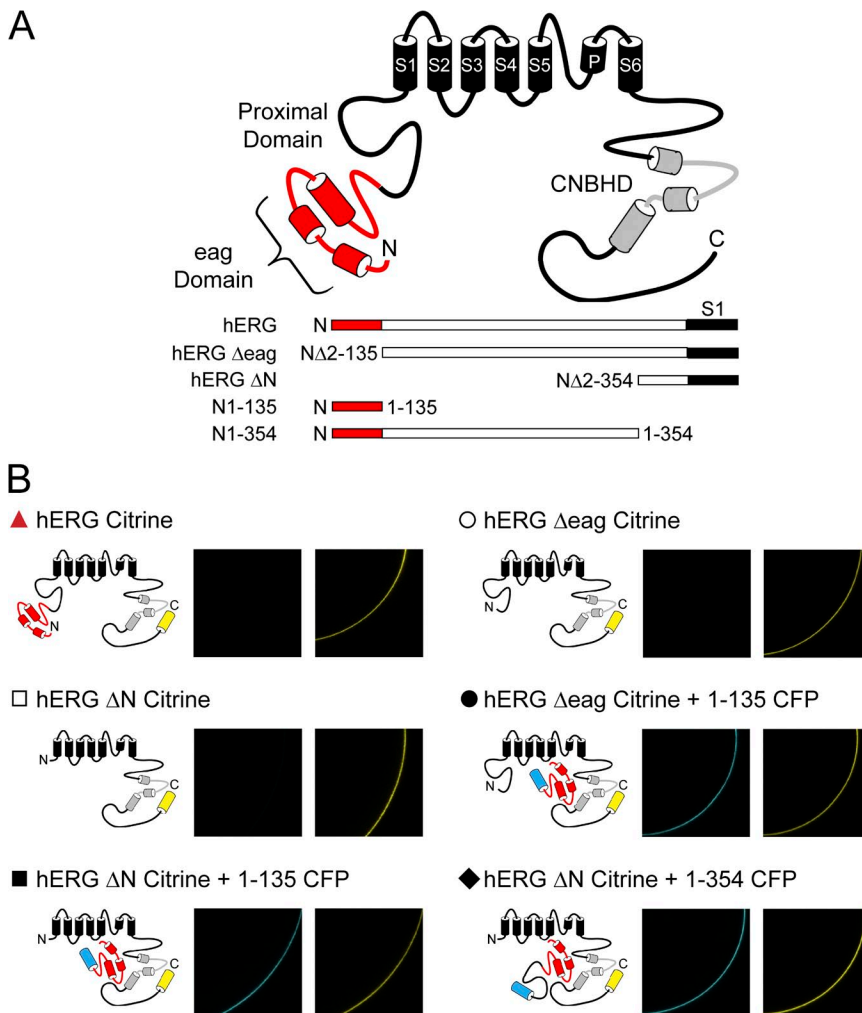 A
S1 S2 S3 S4 S5 P S6
Proximal
Domain
CNBHD
N
C
eag
Domain
S1
hERG N
hERG Δeag NΔ2-135
hERG ΔN NΔ2-354
N1-135 N 1-135
N1-354 N 1-354
B
hERG Citrine
N C
hERG Δeag Citrine
N C
hERG ΔN Citrine
N C
hERG Δeag Citrine + 1-135 CFP
N C
hERG ΔN Citrine + 1-135 CFP
N C
hERG ΔN Citrine + 1-354 CFP
N C